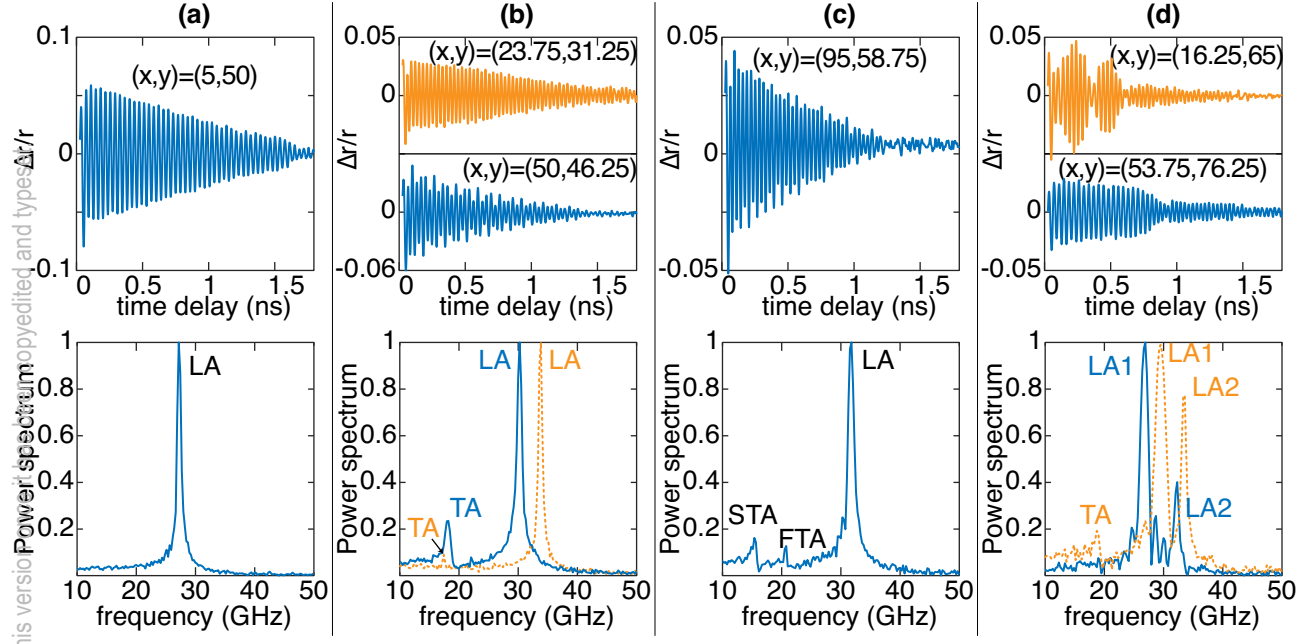 (a)
0.1
0
-0.1
Δr/r
(x,y)=(5,50)
0 0.5 1 1.5
time delay (ns)
1
0.8
0.6
0.4
0.2
Power spectrum
LA
10 20 30 40 50
frequency (GHz)
(b)
0.05
0
0
-0.06
Δr/r
(x,y)=(23.75,31.25)
(x,y)=(50,46.25)
0 0.5 1 1.5
time delay (ns)
1
0.8
0.6
0.4
0.2
Power spectrum
LA LA
TA TA
10 20 30 40 50
frequency (GHz)
(c)
0.05
0
-0.05
Δr/r
(x,y)=(95,58.75)
0 0.5 1 1.5
time delay (ns)
1
0.8
0.6
0.4
0.2
Power spectrum
LA
STA
FTA
10 20 30 40 50
frequency (GHz)
(d)
0.05
0
0
-0.05
Δr/r
(x,y)=(16.25,65)
(x,y)=(53.75,76.25)
0 0.5 1 1.5
time delay (ns)
1
0.8
0.6
0.4
0.2
Power spectrum
LA1 LA1
LA2
TA
LA2
10 20 30 40 50
frequency (GHz)